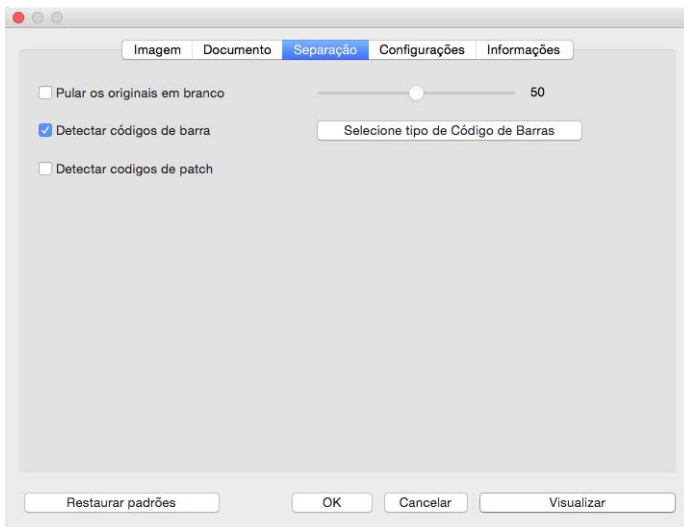 Imagem Documento Separação Configurações Informações
Pular os originais em branco 50
Detectar códigos de barra Selecione tipo de Código de Barras
Detectar codigos de patch
Restaurar padrões OK Cancelar Visualizar